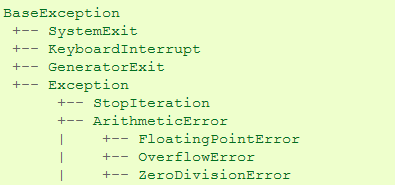 BaseException
 +-- SystemExit
 +-- KeyboardInterrupt
 +-- GeneratorExit
 +-- Exception
      +-- StopIteration
      +-- ArithmeticError
      |    +-- FloatingPointError
      |    +-- OverflowError
      |    +-- ZeroDivisionError